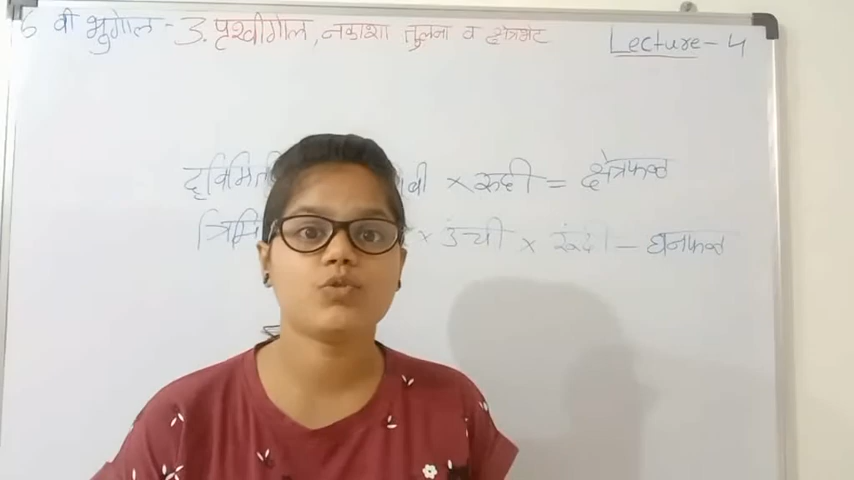 6 वी भुगोल - 3. पृथ्वीगोल, नकाशा तुलना व क्षेत्रभेट
Lecture - 4
× रुंदी = क्षेत्रफळ
× उंची × रूंदी - घनफळ